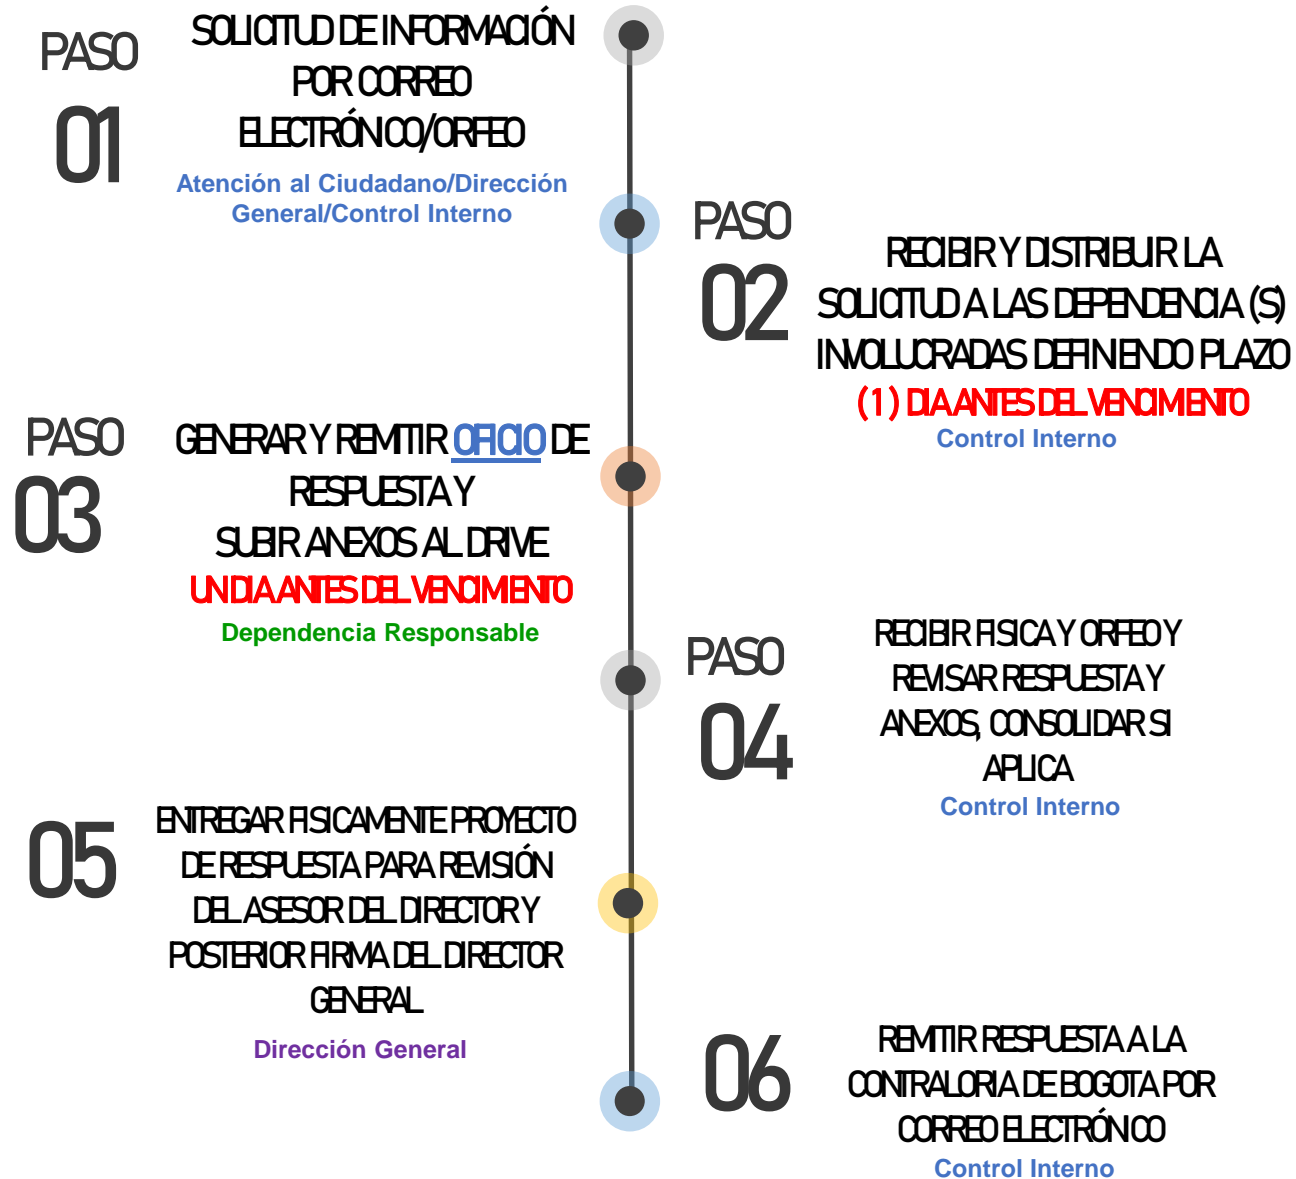 PASO
01
SOLICITUD DE INFORMACIÓN
POR CORREO
ELECTRÓNICO/ORFEO
Atención al Ciudadano/Dirección
General/Control Interno
PASO
02
RECIBIR Y DISTRIBUIR LA
SOLICITUD A LAS DEPENDENCIA (S)
INVOLUCRADAS DEFINIENDO PLAZO
(1) DIA ANTES DEL VENCIMIENTO
Control Interno
PASO
03
GENERAR Y REMITIR OFICIO DE
RESPUESTA Y
SUBIR ANEXOS AL DRIVE
UN DIA ANTES DEL VENCIMIENTO
Dependencia Responsable
PASO
04
RECIBIR FISICA Y ORFEO Y
REVISAR RESPUESTA Y
ANEXOS, CONSOLIDAR SI
APLICA
Control Interno
05
ENTREGAR FISICAMENTE PROYECTO
DE RESPUESTA PARA REVISIÓN
DEL ASESOR DEL DIRECTOR Y
POSTERIOR FIRMA DEL DIRECTOR
GENERAL
Dirección General
06
REMITIR RESPUESTA A LA
CONTRALORIA DE BOGOTA POR
CORREO ELECTRÓNICO
Control Interno